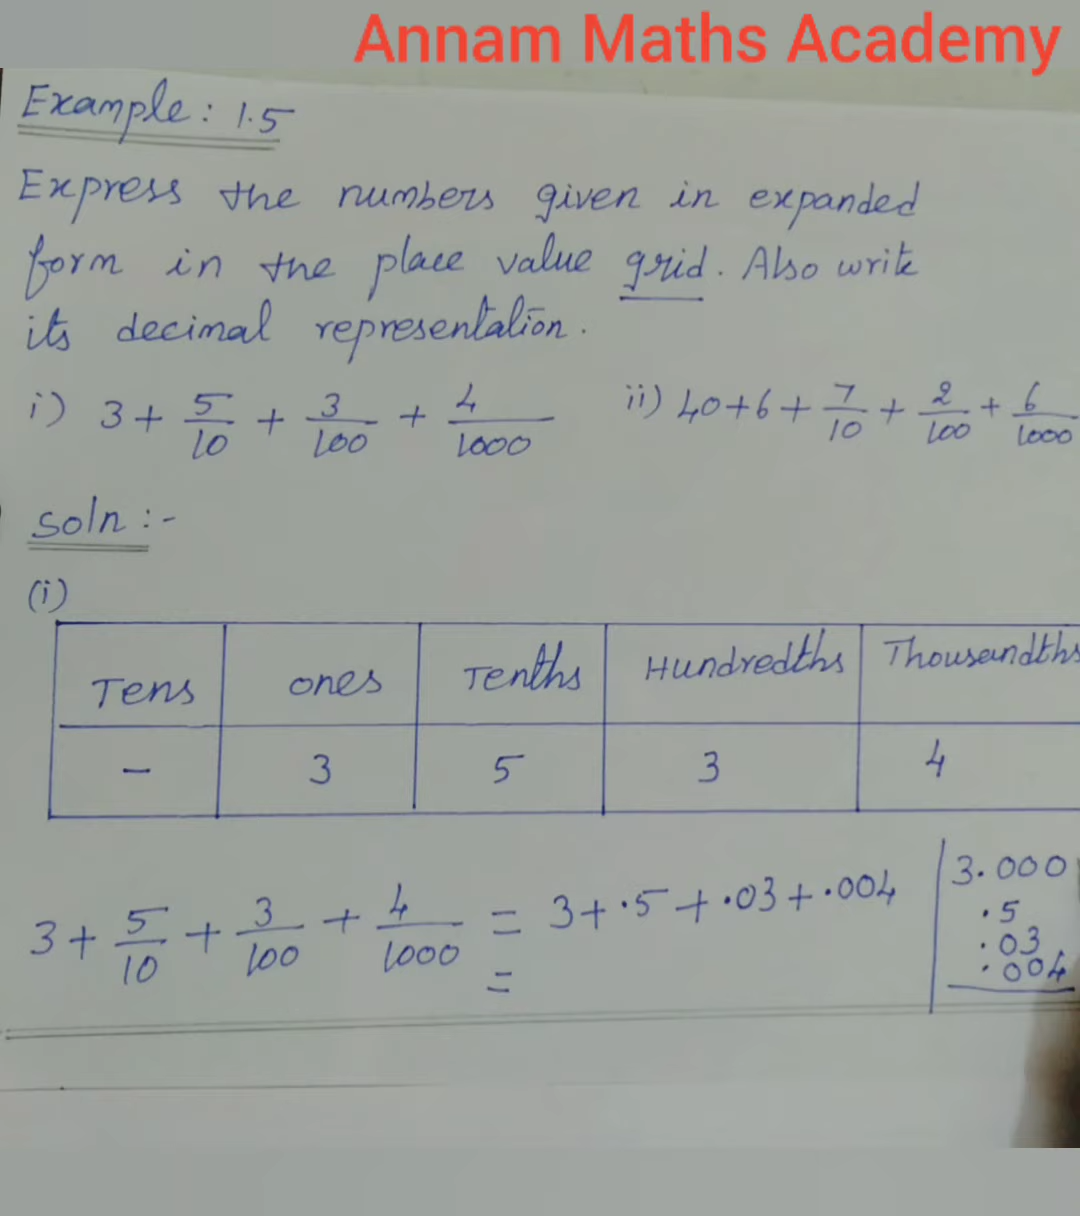 Annam Maths Academy
Example: 1.5
Express the numbers given in expanded
form in the place value grid. Also write
its decimal representation.
i) 3 + 5/10 + 3/100 + 4/1000 ii) 40+6+ 7/10 + 2/100 + 6/1000
Soln :-
(i)
Tens ones Tenths Hundredths Thousandths
- 3 5 3 4
3 + 5/10 + 3/100 + 4/1000 = 3+.5+.03+.004
=
3.000
.5
.03
.004